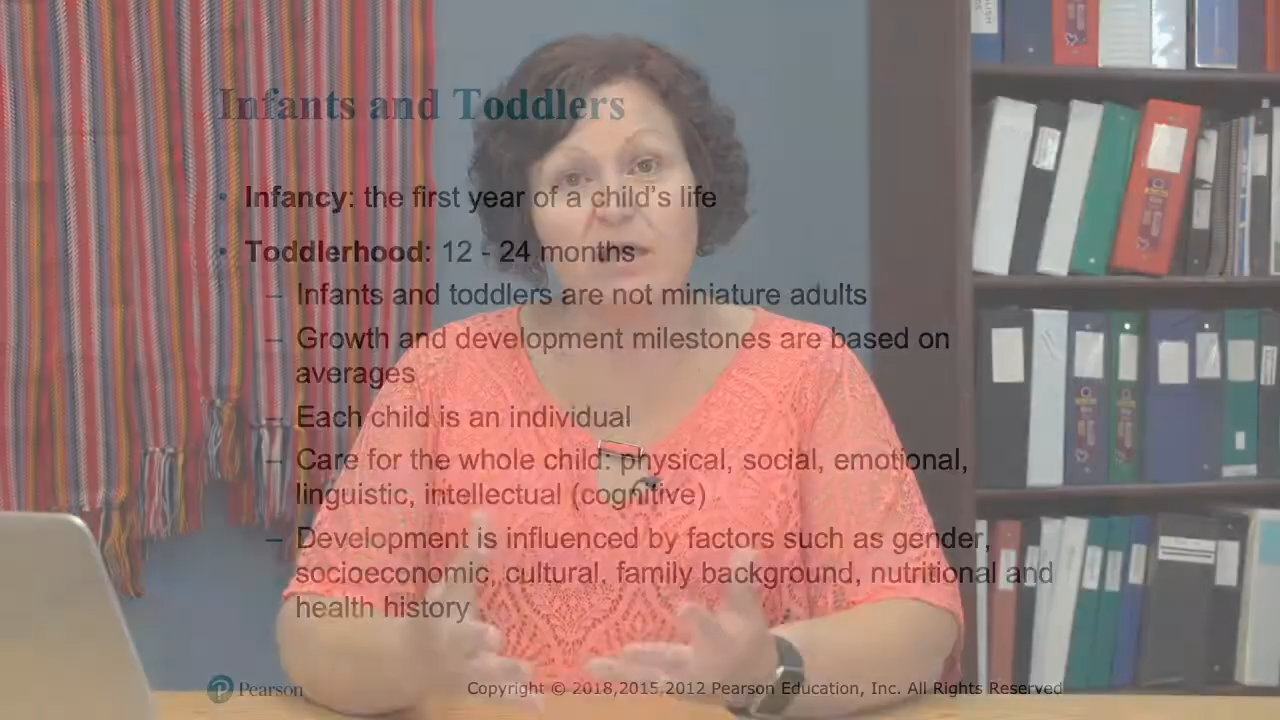 Infants and Toddlers
• Infancy: the first year of a child's life
• Toddlerhood: 12 - 24 months
– Infants and toddlers are not miniature adults
– Growth and development milestones are based on
averages
– Each child is an individual
– Care for the whole child: physical, social, emotional,
linguistic, intellectual (cognitive)
– Development is influenced by factors such as gender,
socioeconomic, cultural, family background, nutritional and
health history
Pearson
Copyright © 2018,2015,2012 Pearson Education, Inc. All Rights Reserved